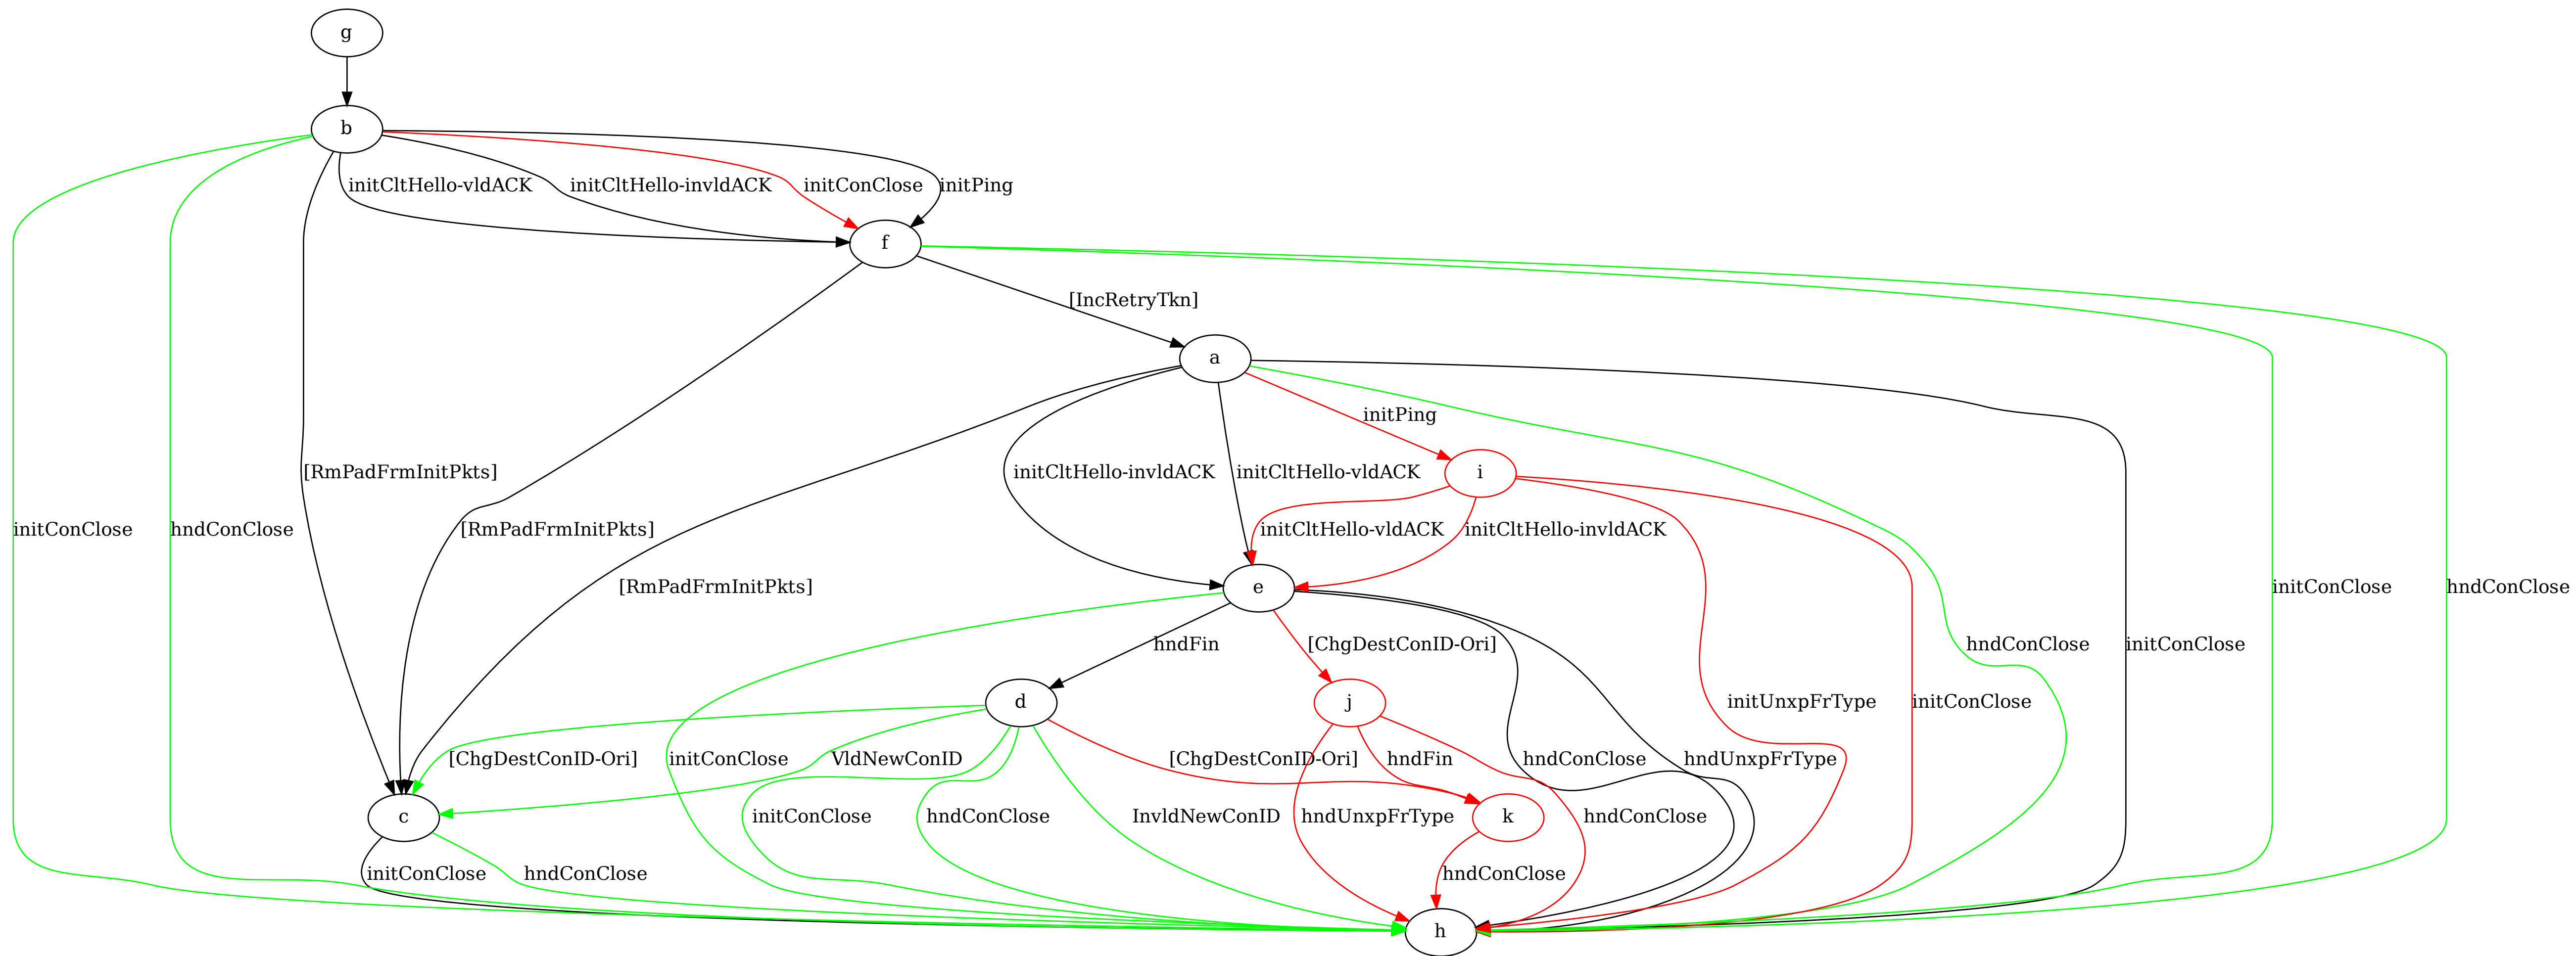 g
b
initCltHello-vldACK
initCltHello-invldACK
initConClose
initPing
f
[IncRetryTkn]
a
initPing
[RmPadFrmInitPkts]
initCltHello-invldACK
initCltHello-vldACK
i
initConClose
hndConClose
[RmPadFrmInitPkts]
initCltHello-vldACK
initCltHello-invldACK
[RmPadFrmInitPkts]
e
initConClose
hndConClose
hndFin
[ChgDestConID-Ori]
hndConClose
initConClose
d
j
initUnxpFrType
initConClose
[ChgDestConID-Ori]
initConClose
VldNewConID
[ChgDestConID-Ori]
hndFin
hndConClose
hndUnxpFrType
c
initConClose
hndConClose
InvldNewConID
hndUnxpFrType
k
hndConClose
initConClose
hndConClose
hndConClose
h